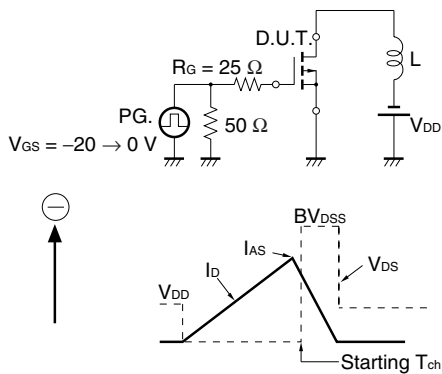 D.U.T.
RG = 25 Ω
L
PG.
50 Ω
VDD
VGS = −20 → 0 V
−
BVDSS
IAS
ID
VDS
VDD
Starting Tch